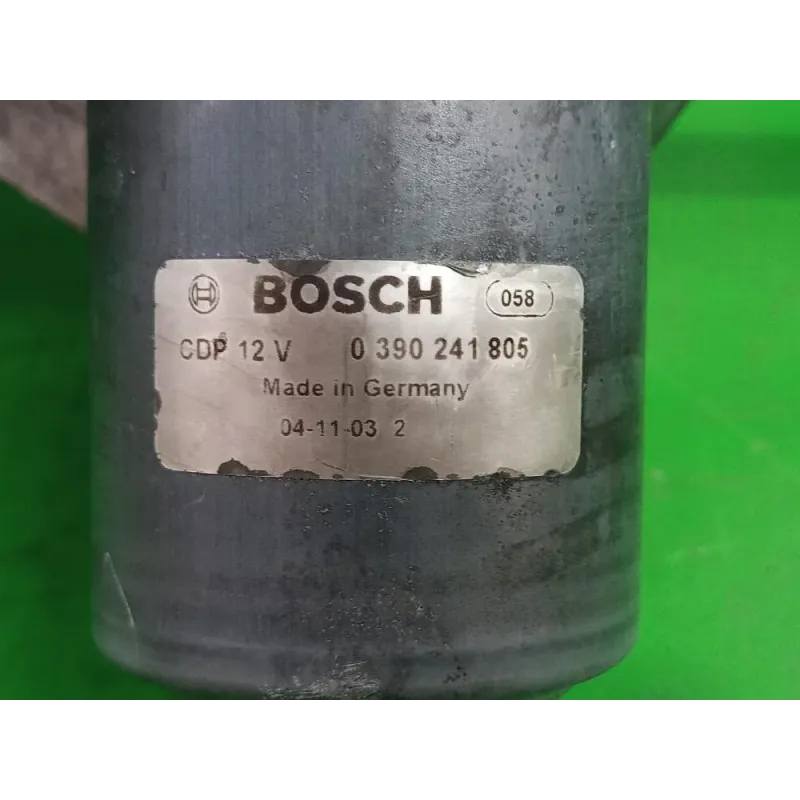 BOSCH 058
CDP 12 V 0 390 241 805
Made in Germany
04-11-03 2